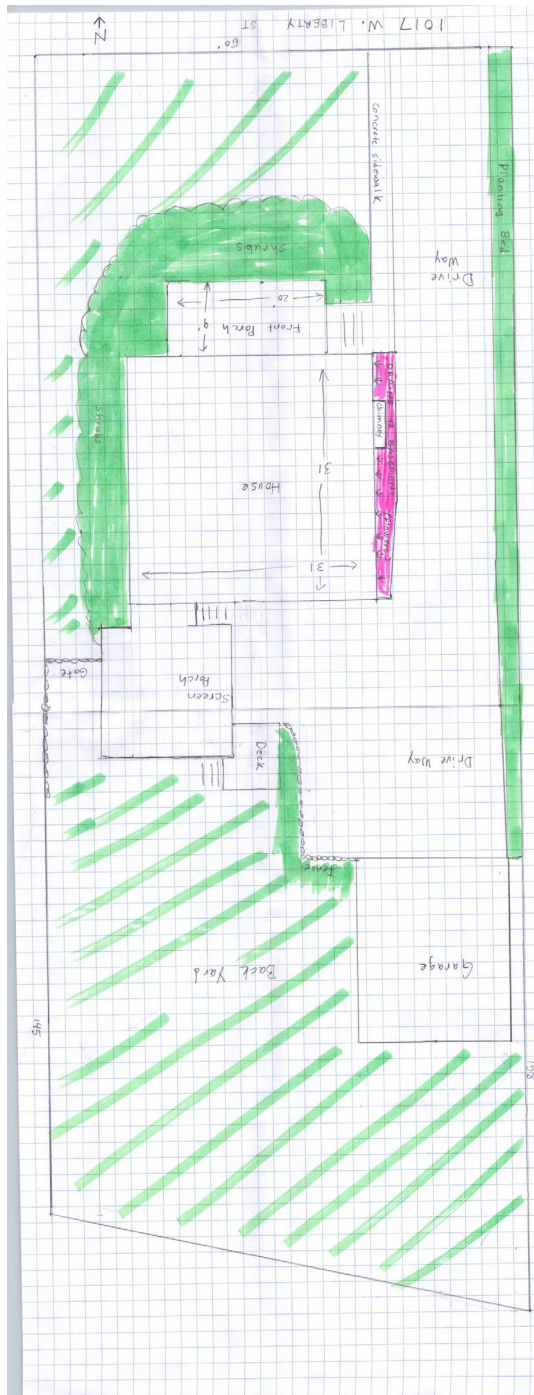 1017 W. LIBERTY ST
N
60'
Concrete sidewalk
Planting Bed
Drive
Way
Shrubs
20'
9'
Front Porch
Shrubs
chimney
31
House
31
Gate
Screen
Porch
Deck
Drive Way
Fence
Back Yard
Garage
145
158